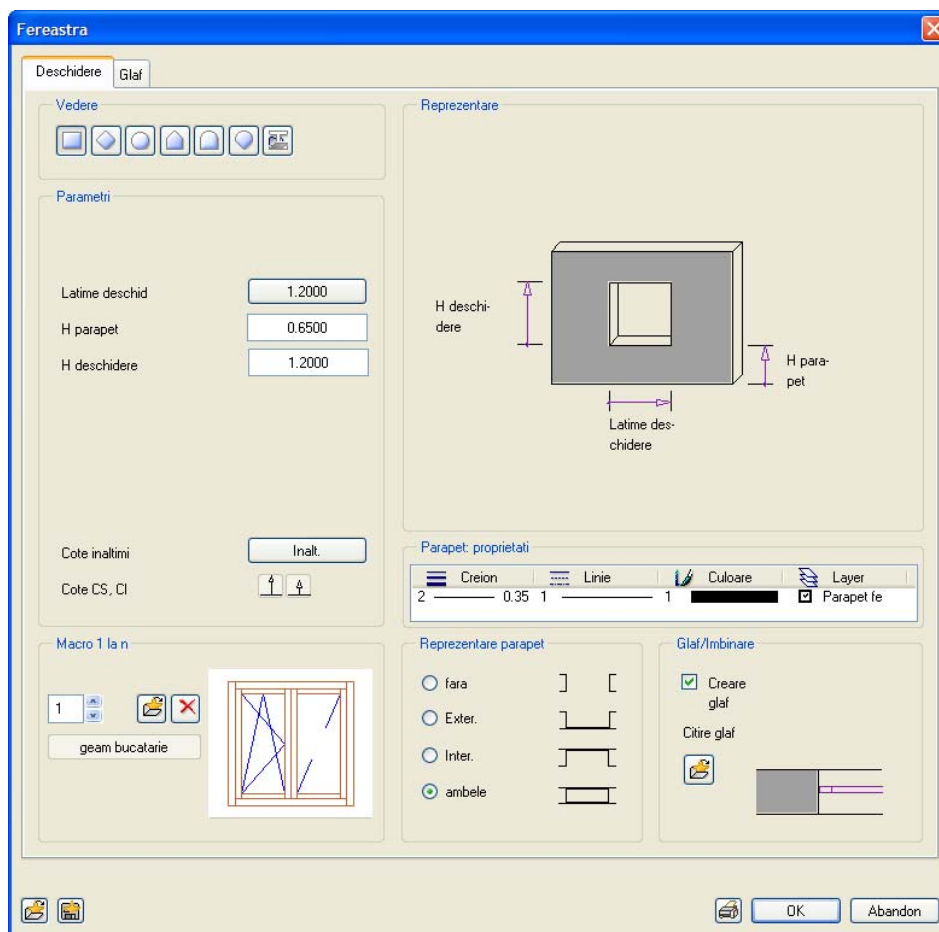 Fereastra
Deschidere
Glaf
Vedere
Parametri
Latime deschid
1.2000
H parapet
0.6500
H deschidere
1.2000
Cote inaltimi
Inalt.
Cote CS, CI
Macro 1 la n
1
geam bucatarie
Reprezentare
H deschi-
dere
H para-
pet
Latime des-
chidere
Parapet: proprietati
Creion Linie Culoare Layer
2 0.35 1 1 Parapet fe
Reprezentare parapet
fara
Exter.
Inter.
ambele
Glaf/Imbinare
Creare
glaf
Citire glaf
OK
Abandon